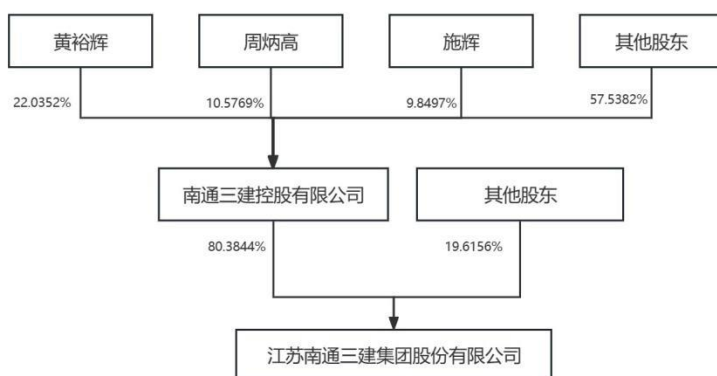 黄裕辉
周炳高
施辉
其他股东
22.0352%
10.5769%
9.8497%
57.5382%
南通三建控股有限公司
其他股东
80.3844%
19.6156%
江苏南通三建集团股份有限公司